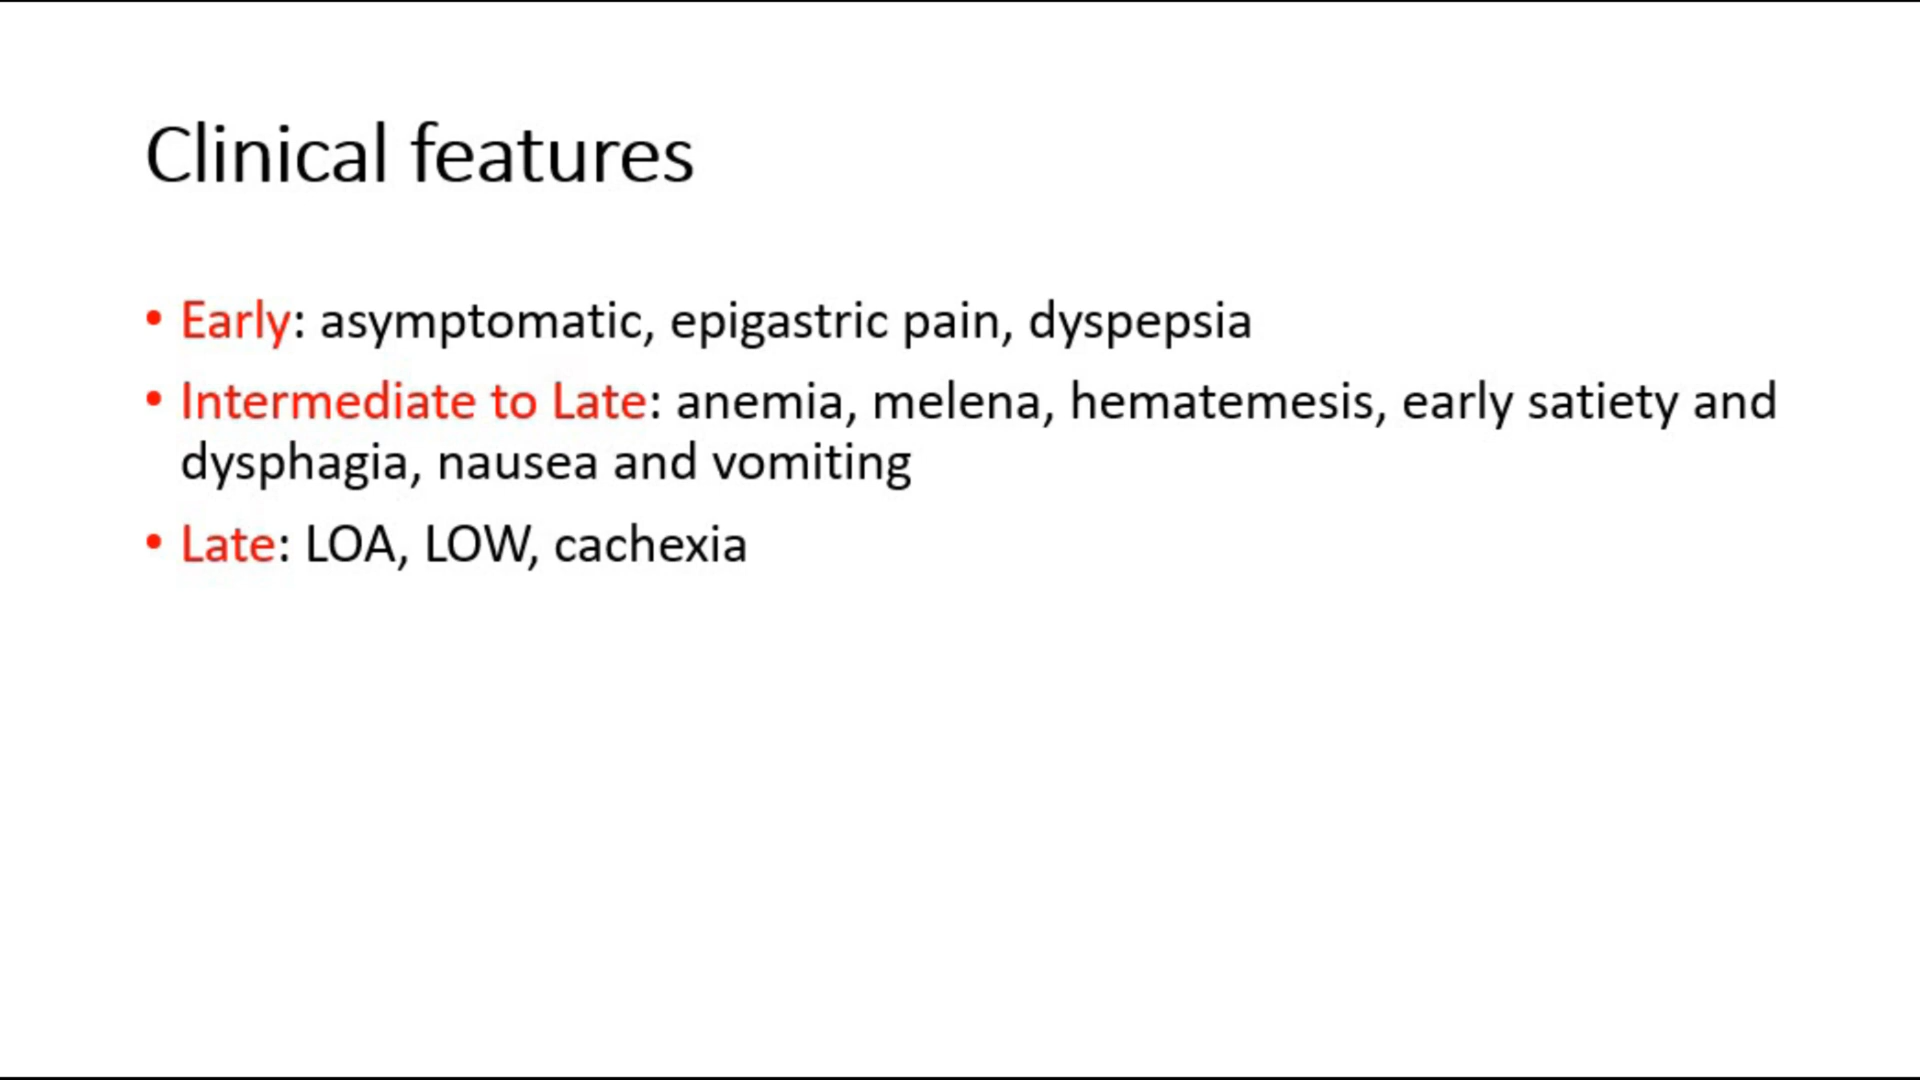 Clinical features
• Early: asymptomatic, epigastric pain, dyspepsia
• Intermediate to Late: anemia, melena, hematemesis, early satiety and
dysphagia, nausea and vomiting
• Late: LOA, LOW, cachexia